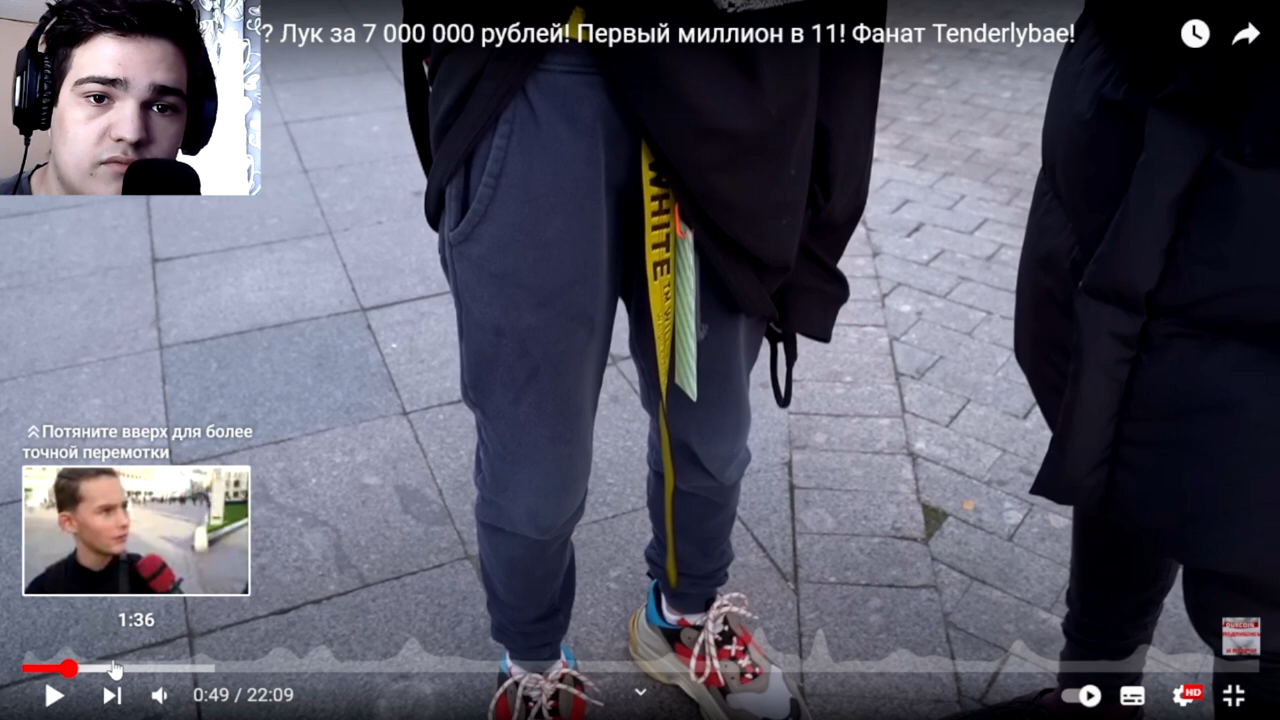 ? Лук за 7 000 000 рублей! Первый миллион в 11! Фанат Tenderlybae!
WHITE ™
Потяните вверх для более
точной перемотки
1:36
0:49 / 22:09
HD